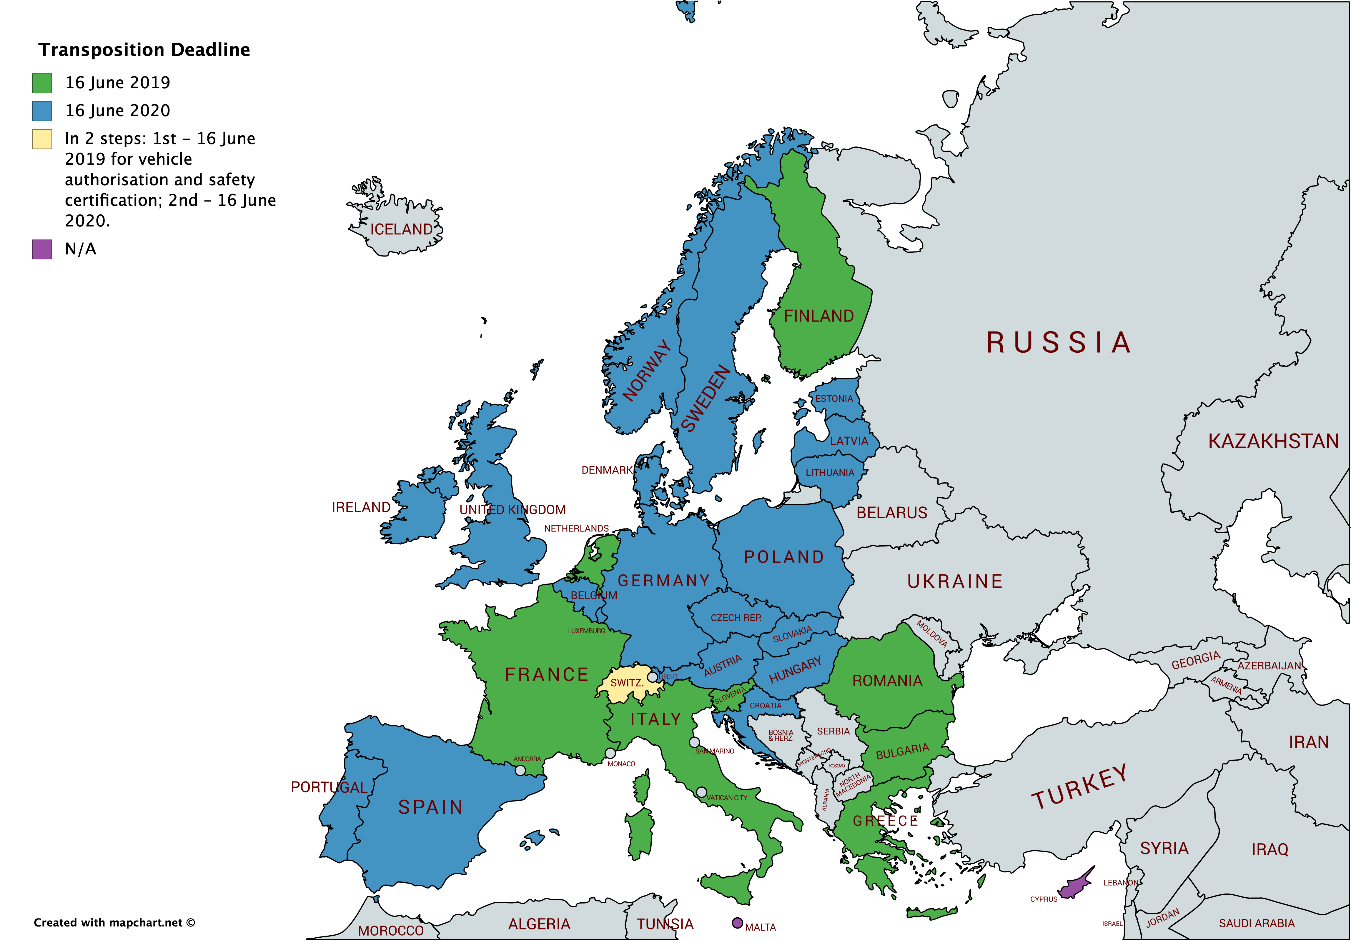 Transposition Deadline
16 June 2019
16 June 2020
In 2 steps: 1st - 16 June
2019 for vehicle
authorisation and safety
certification; 2nd - 16 June
2020.
N/A
ICELAND
FINLAND
RUSSIA
NORWAY
SWEDEN
ESTONIA
LATVIA
KAZAKHSTAN
DENMARK
LITHUANIA
IRELAND
UNITED KINGDOM
BELARUS
NETHERLANDS
POLAND
GERMANY
UKRAINE
BELGIUM
CZECH REP.
LUXEMBURG
SLOVAKIA
MOLDOVA
FRANCE
AUSTRIA
HUNGARY
GEORGIA
AZERBAIJAN
SWITZ.
ROMANIA
ARMENIA
SLOVENIA
CROATIA
ITALY
BOSNIA
& HERZ.
SERBIA
IRAN
SAN MARINO
BULGARIA
ANDORRA
MONACO
NORTH
MACEDONIA
PORTUGAL
SPAIN
VATICAN CITY
ALBANIA
TURKEY
GREECE
SYRIA
IRAQ
LEBANON
CYPRUS
MOROCCO
ALGERIA
TUNISIA
MALTA
ISRAEL
JORDAN
SAUDI ARABIA
Created with mapchart.net ©